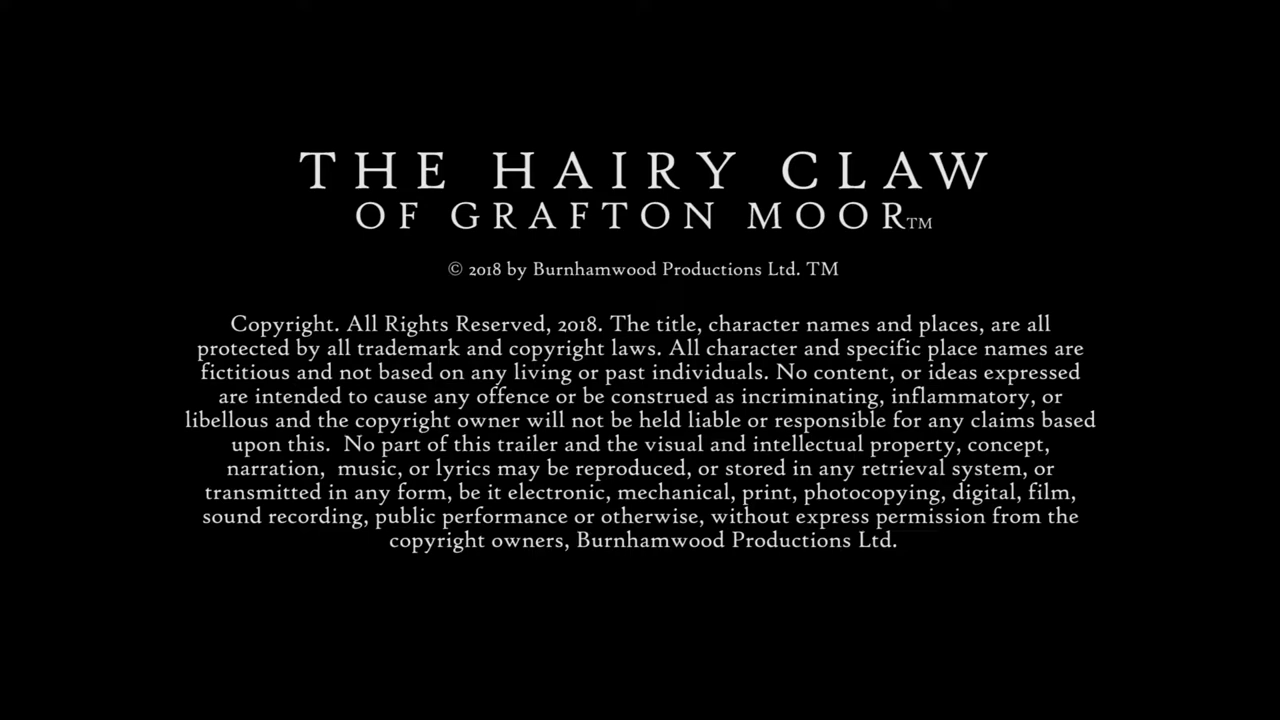 THE HAIRY CLAW
OF GRAFTON MOOR™
© 2018 by Burnhamwood Productions Ltd. TM
Copyright. All Rights Reserved, 2018. The title, character names and places, are all
protected by all trademark and copyright laws. All character and specific place names are
fictitious and not based on any living or past individuals. No content, or ideas expressed
are intended to cause any offence or be construed as incriminating, inflammatory, or
libellous and the copyright owner will not be held liable or responsible for any claims based
upon this.  No part of this trailer and the visual and intellectual property, concept,
narration,  music, or lyrics may be reproduced, or stored in any retrieval system, or
transmitted in any form, be it electronic, mechanical, print, photocopying, digital, film,
sound recording, public performance or otherwise, without express permission from the
copyright owners, Burnhamwood Productions Ltd.